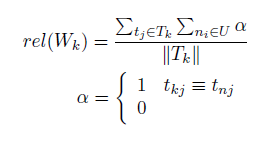 rel(W_k) = \frac{\sum_{t_j \in T_k} \sum_{n_i \in U} \alpha}{\|T_k\|}
\alpha = \begin{cases} 1 & t_{kj} \equiv t_{nj} \\ 0 \end{cases}